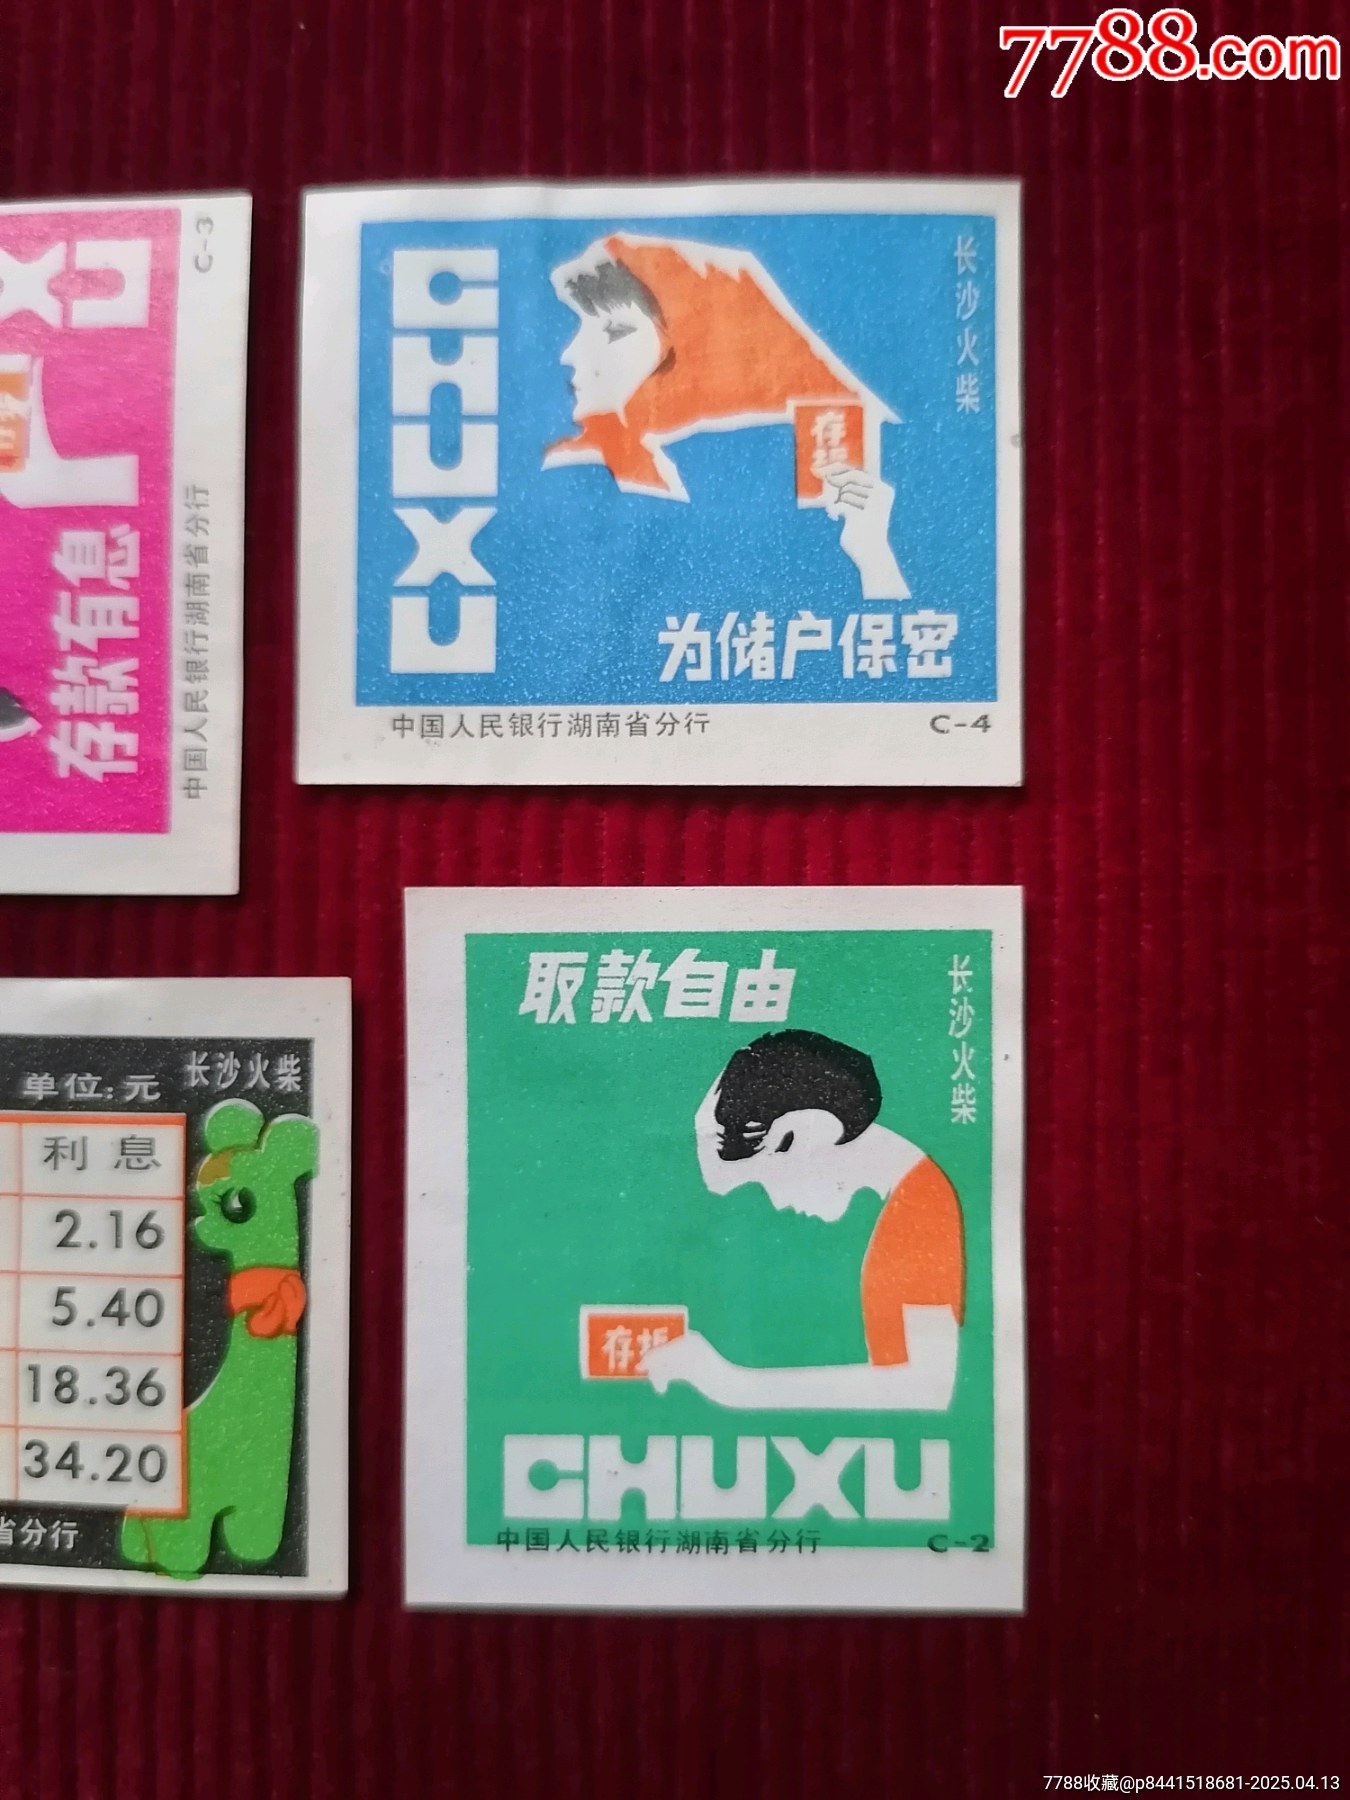 7788.com
XU
C-3
存款有息
中国人民银行湖南省分行
CHUXU
长沙火柴
存
为储户保密
中国人民银行湖南省分行
C-4
单位:元
长沙火柴
利息
2.16
5.40
18.36
34.20
省分行
取款自由
长沙火柴
存折
CHUXU
中国人民银行湖南省分行
C-2
7788收藏@p8441518681-2025.04.13